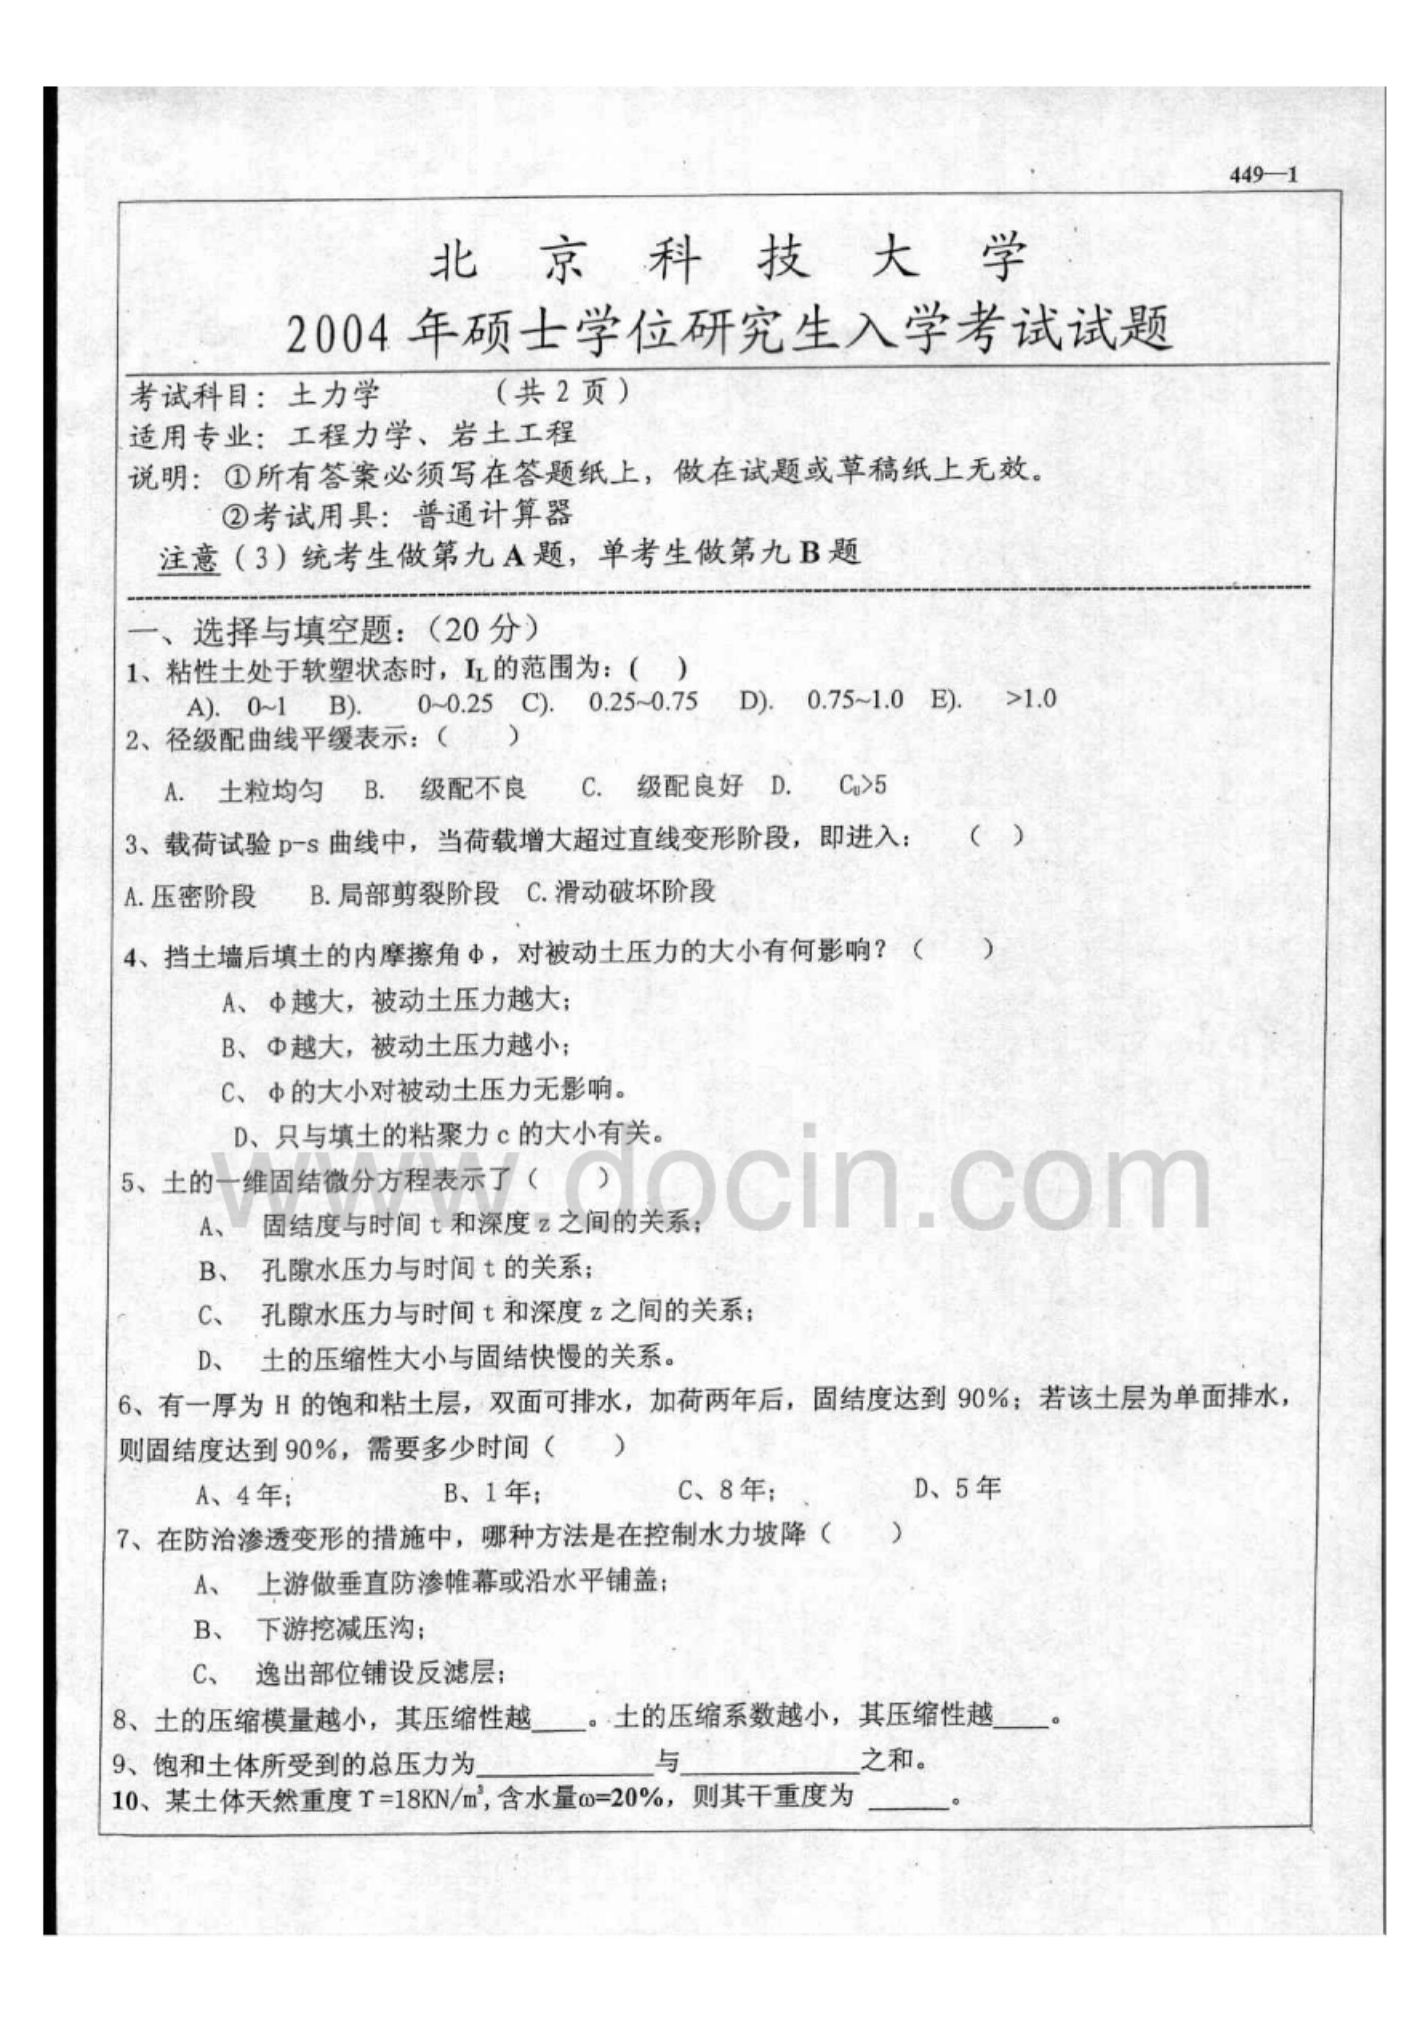 449—1
北 京 科 技 大 学
2004 年硕士学位研究生入学考试试题
考试科目：土力学 （共 2 页）
适用专业：工程力学、岩土工程
说明：①所有答案必须写在答题纸上，做在试题或草稿纸上无效。
②考试用具：普通计算器
注意（3）统考生做第九 A 题，单考生做第九 B 题
一、选择与填空题：（20 分）
1、粘性土处于软塑状态时，IL 的范围为：( )
A). 0~1 B). 0~0.25 C). 0.25~0.75 D). 0.75~1.0 E). >1.0
2、径级配曲线平缓表示：（ ）
A. 土粒均匀 B. 级配不良 C. 级配良好 D. Cu>5
3、载荷试验 p-s 曲线中，当荷载增大超过直线变形阶段，即进入： （ ）
A.压密阶段 B.局部剪裂阶段 C.滑动破坏阶段
4、挡土墙后填土的内摩擦角φ，对被动土压力的大小有何影响？（ ）
A、φ越大，被动土压力越大；
B、Φ越大，被动土压力越小；
C、φ的大小对被动土压力无影响。
D、只与填土的粘聚力 c 的大小有关。
www.docin.com
5、土的一维固结微分方程表示了（ ）
A、 固结度与时间 t 和深度 z 之间的关系；
B、 孔隙水压力与时间 t 的关系；
C、 孔隙水压力与时间 t 和深度 z 之间的关系；
D、 土的压缩性大小与固结快慢的关系。
6、有一厚为 H 的饱和粘土层，双面可排水，加荷两年后，固结度达到 90%；若该土层为单面排水，
则固结度达到 90%，需要多少时间（ ）
A、4 年； B、1 年； C、8 年； D、5 年
7、在防治渗透变形的措施中，哪种方法是在控制水力坡降（ ）
A、 上游做垂直防渗帷幕或沿水平铺盖；
B、 下游挖减压沟；
C、 逸出部位铺设反滤层；
8、土的压缩模量越小，其压缩性越____。土的压缩系数越小，其压缩性越____。
9、饱和土体所受到的总压力为_____________与_____________之和。
10、某土体天然重度 Υ=18KN/m³,含水量ω=20%，则其干重度为 ______。